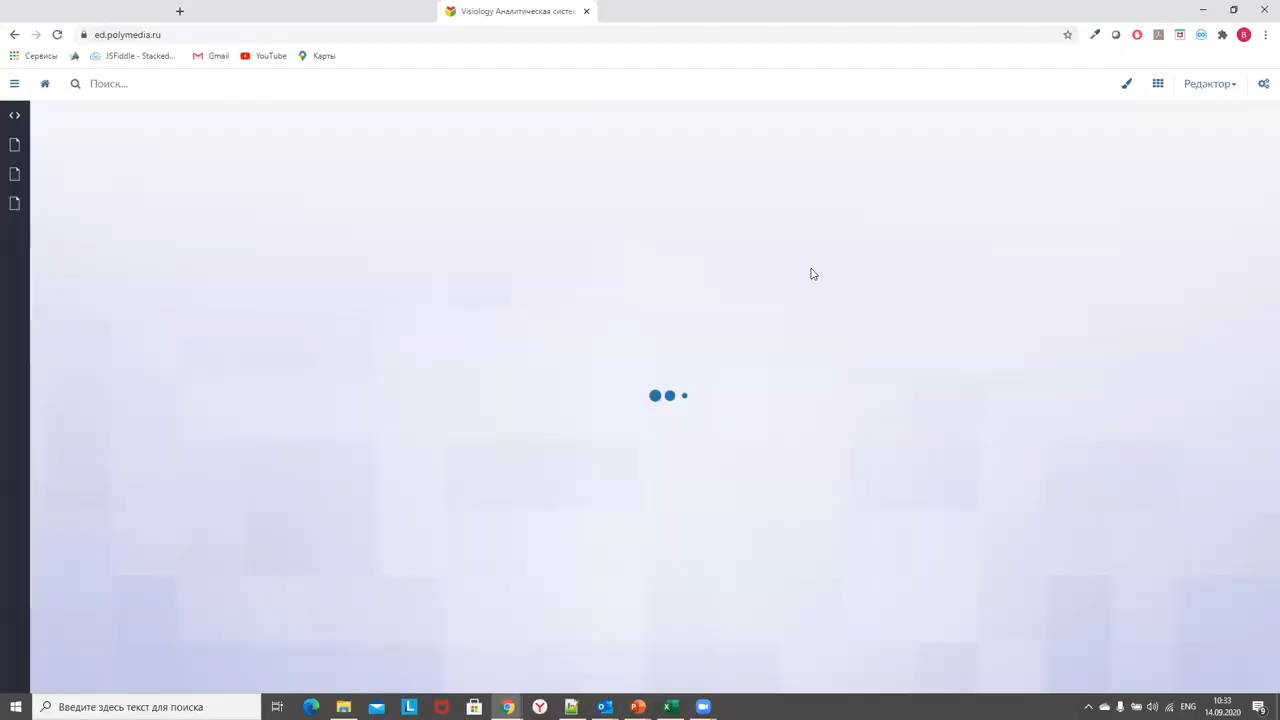 Visiology Аналитическая систе
ed.polymedia.ru
B
Сервисы
JSFiddle - Stacked...
Gmail
YouTube
Карты
Поиск...
Редактор
Введите здесь текст для поиска
ENG
10:33
14.09.2020